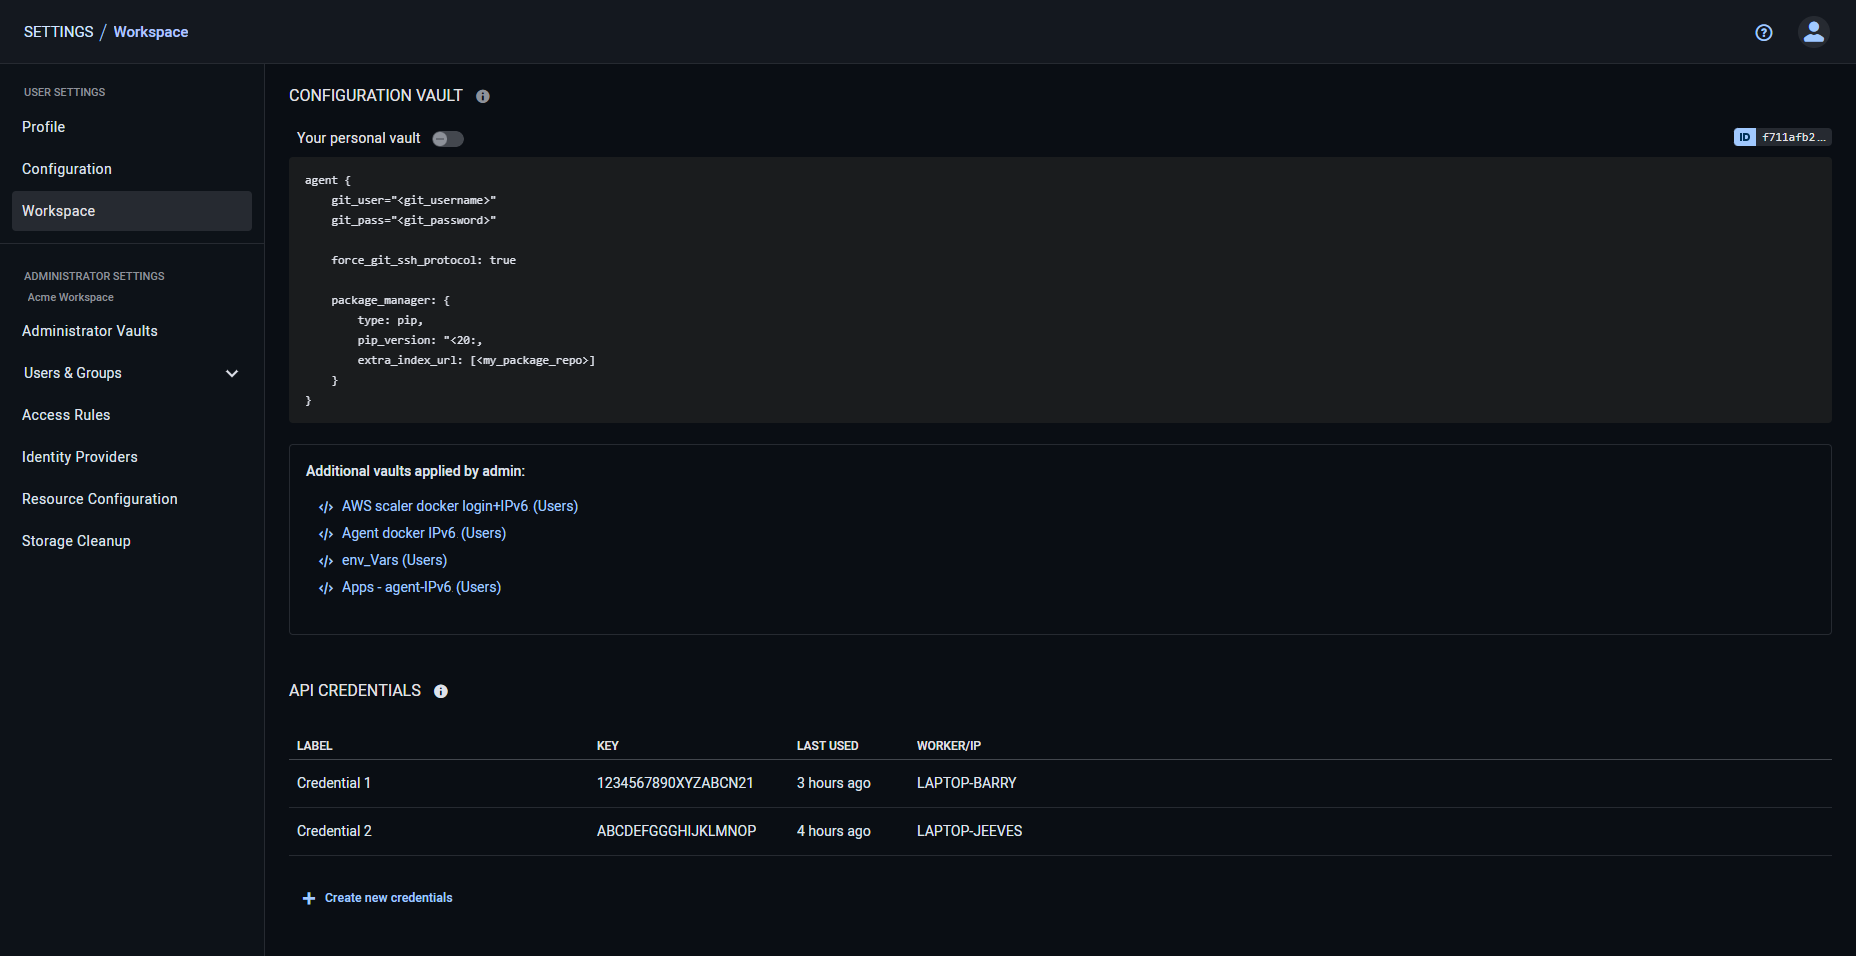 SETTINGS / Workspace
USER SETTINGS
Profile
Configuration
Workspace
ADMINISTRATOR SETTINGS
Acme Workspace
Administrator Vaults
Users & Groups
Access Rules
Identity Providers
Resource Configuration
Storage Cleanup
CONFIGURATION VAULT
Your personal vault
ID f711afb2...
agent {
    git_user="<git_username>"
    git_pass="<git_password>"
    force_git_ssh_protocol: true
    package_manager: {
        type: pip,
        pip_version: "<20:,
        extra_index_url: [<my_package_repo>]
    }
}
Additional vaults applied by admin:
</> AWS scaler docker login+IPv6 (Users)
</> Agent docker IPv6 (Users)
</> env_Vars (Users)
</> Apps - agent-IPv6 (Users)
API CREDENTIALS
LABEL KEY LAST USED WORKER/IP
Credential 1 1234567890XYZABCN21 3 hours ago LAPTOP-BARRY
Credential 2 ABCDEFGGGHIJKLMNOP 4 hours ago LAPTOP-JEEVES
+ Create new credentials